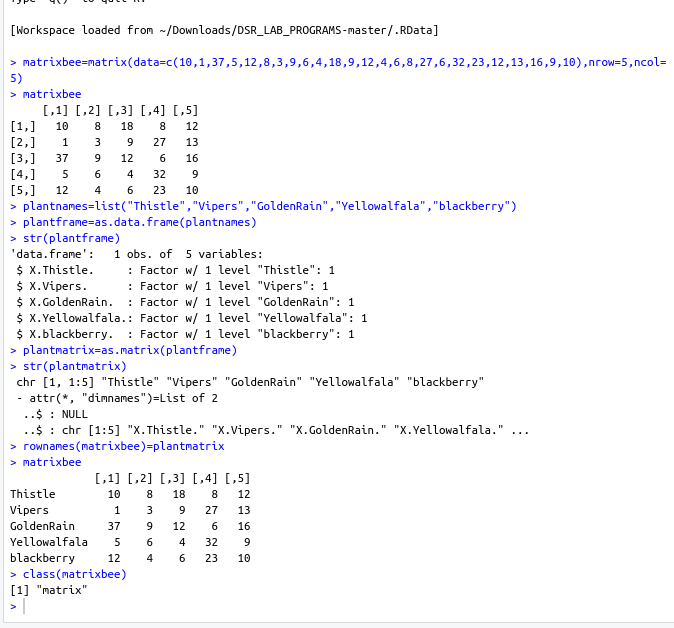 Type 'q()' to quit R.
[Workspace loaded from ~/Downloads/DSR_LAB_PROGRAMS-master/.RData]
> matrixbee=matrix(data=c(10,1,37,5,12,8,3,9,6,4,18,9,12,4,6,8,27,6,32,23,12,13,16,9,10),nrow=5,ncol=
5)
> matrixbee
     [,1] [,2] [,3] [,4] [,5]
[1,]   10    8   18    8   12
[2,]    1    3    9   27   13
[3,]   37    9   12    6   16
[4,]    5    6    4   32    9
[5,]   12    4    6   23   10
> plantnames=list("Thistle","Vipers","GoldenRain","Yellowalfala","blackberry")
> plantframe=as.data.frame(plantnames)
> str(plantframe)
'data.frame':   1 obs. of  5 variables:
 $ X.Thistle.     : Factor w/ 1 level "Thistle": 1
 $ X.Vipers.      : Factor w/ 1 level "Vipers": 1
 $ X.GoldenRain.  : Factor w/ 1 level "GoldenRain": 1
 $ X.Yellowalfala.: Factor w/ 1 level "Yellowalfala": 1
 $ X.blackberry.  : Factor w/ 1 level "blackberry": 1
> plantmatrix=as.matrix(plantframe)
> str(plantmatrix)
 chr [1, 1:5] "Thistle" "Vipers" "GoldenRain" "Yellowalfala" "blackberry"
 - attr(*, "dimnames")=List of 2
  ..$ : NULL
  ..$ : chr [1:5] "X.Thistle." "X.Vipers." "X.GoldenRain." "X.Yellowalfala." ...
> rownames(matrixbee)=plantmatrix
> matrixbee
             [,1] [,2] [,3] [,4] [,5]
Thistle        10    8   18    8   12
Vipers          1    3    9   27   13
GoldenRain     37    9   12    6   16
Yellowalfala    5    6    4   32    9
blackberry     12    4    6   23   10
> class(matrixbee)
[1] "matrix"
>